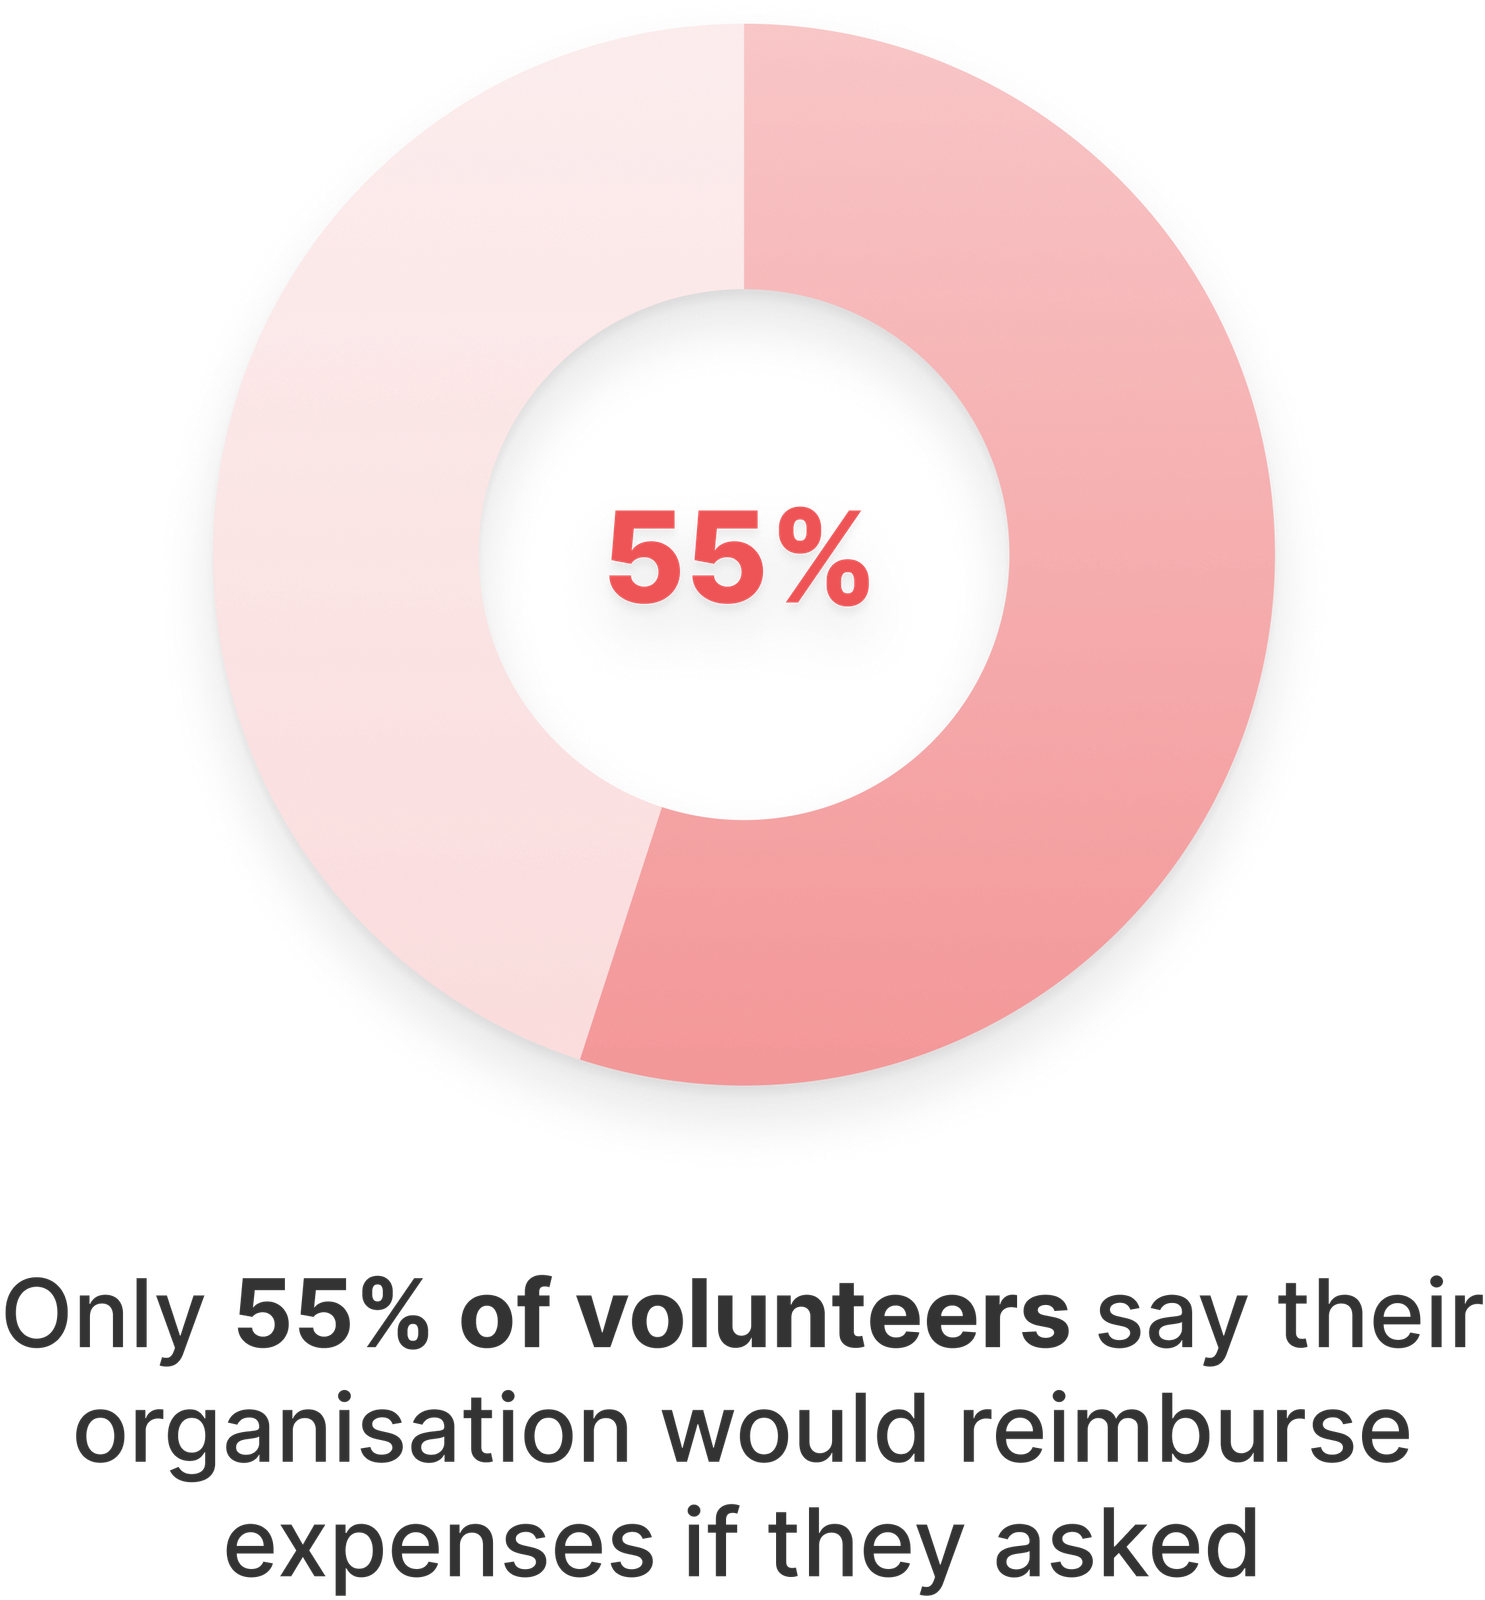 55%
Only 55% of volunteers say their
organisation would reimburse
expenses if they asked